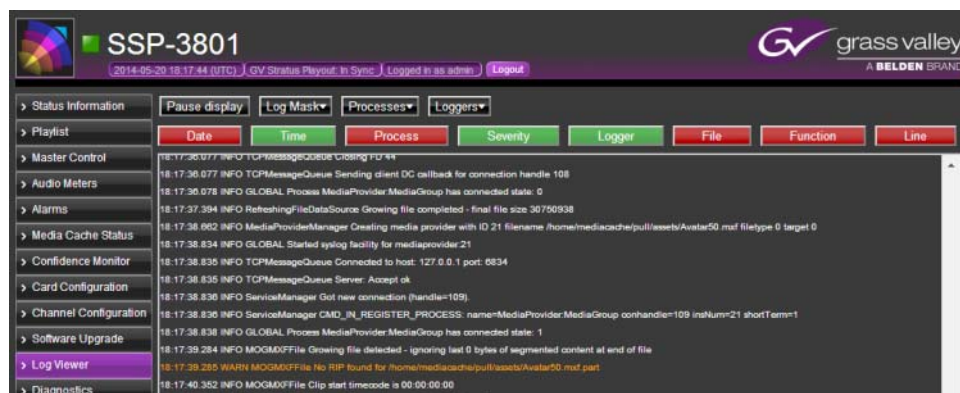 SSP-3801
2014-05-20 18:17:44 (UTC) GV Stratus Playout: In Sync Logged in as admin Logout
GV grass valley
A BELDEN BRAND
Status Information
Playlist
Master Control
Audio Meters
Alarms
Media Cache Status
Confidence Monitor
Card Configuration
Channel Configuration
Software Upgrade
Log Viewer
Diagnostics
Pause display Log Mask Processes Loggers
Date Time Process Severity Logger File Function Line
18:17:36.077 INFO TCPMessageQueue Closing FD 44
18:17:36.077 INFO TCPMessageQueue Sending client DC callback for connection handle 108
18:17:36.078 INFO GLOBAL Process MediaProvider:MediaGroup has connected state: 0
18:17:37.394 INFO RefreshingFileDataSource Growing file completed - final file size 30750938
18:17:38.662 INFO MediaProviderManager Creating media provider with ID 21 filename /home/mediacache/pull/assets/Avatar50.mxf filetype 0 target 0
18:17:38.834 INFO GLOBAL Started syslog facility for mediaprovider:21
18:17:38.835 INFO TCPMessageQueue Connected to host: 127.0.0.1 port: 6834
18:17:38.835 INFO TCPMessageQueue Server: Accept ok
18:17:38.836 INFO ServiceManager Got new connection (handle=109).
18:17:38.836 INFO ServiceManager CMD_IN_REGISTER_PROCESS: name=MediaProvider:MediaGroup conhandle=109 insNum=21 shortTerm=1
18:17:38.838 INFO GLOBAL Process MediaProvider:MediaGroup has connected state: 1
18:17:39.284 INFO MOGMXFFile Growing file detected - ignoring last 0 bytes of segmented content at end of file
18:17:39.285 WARN MOGMXFFile No RIP found for /home/mediacache/pull/assets/Avatar50.mxf.part
18:17:40.352 INFO MOGMXFFile Clip start timecode is 00:00:00:00